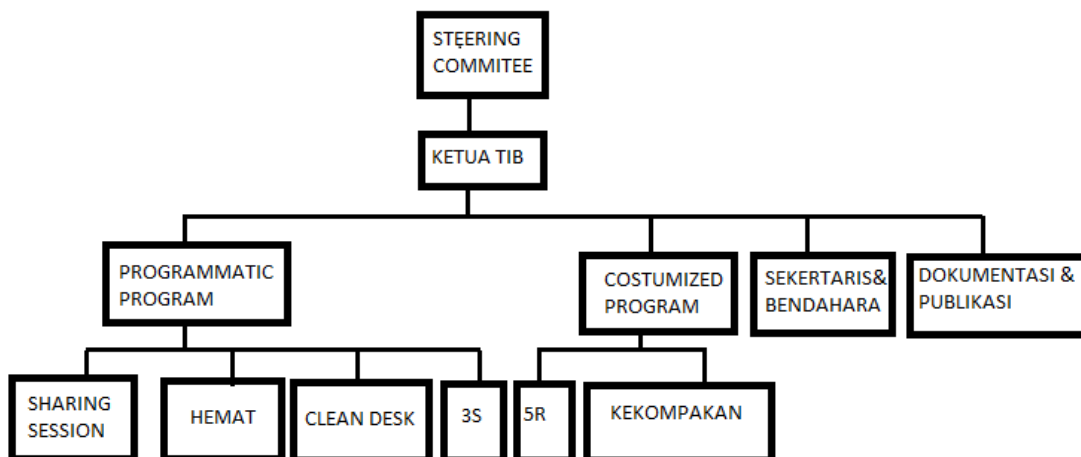 STEERING
COMMITEE
KETUA TIB
PROGRAMMATIC
PROGRAM
COSTUMIZED
PROGRAM
SEKERTARIS&
BENDAHARA
DOKUMENTASI &
PUBLIKASI
SHARING
SESSION
HEMAT
CLEAN DESK
3S
5R
KEKOMPAKAN